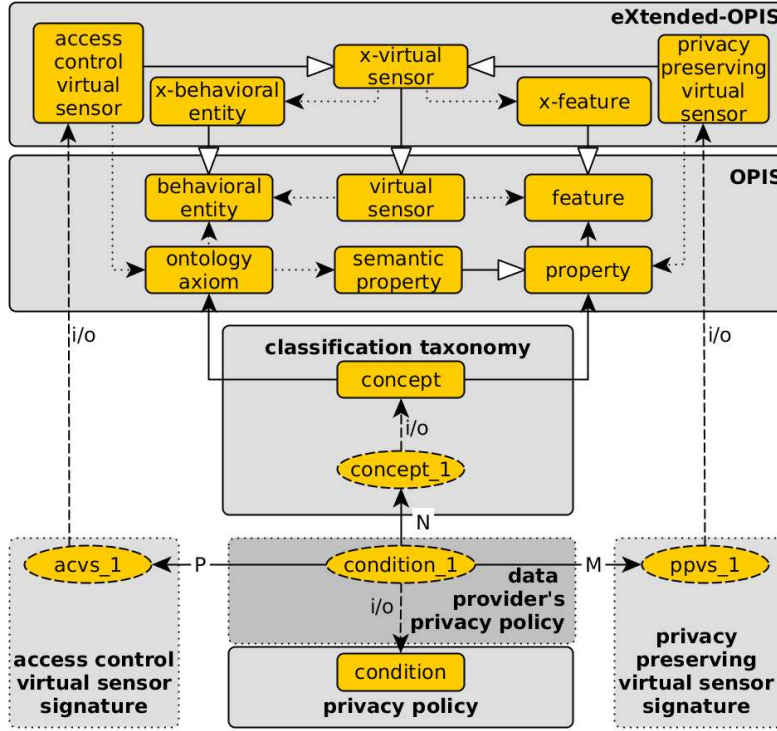 eXtended-OPIS
access
control
virtual
sensor
x-virtual
sensor
privacy
preserving
virtual
sensor
x-behavioral
entity
x-feature
OPIS
behavioral
entity
virtual
sensor
feature
ontology
axiom
semantic
property
property
i/o
i/o
classification taxonomy
concept
i/o
concept_1
N
acvs_1
P
condition_1
M
ppvs_1
data
provider's
privacy policy
i/o
access control
virtual sensor
signature
privacy
preserving
virtual sensor
signature
condition
privacy policy